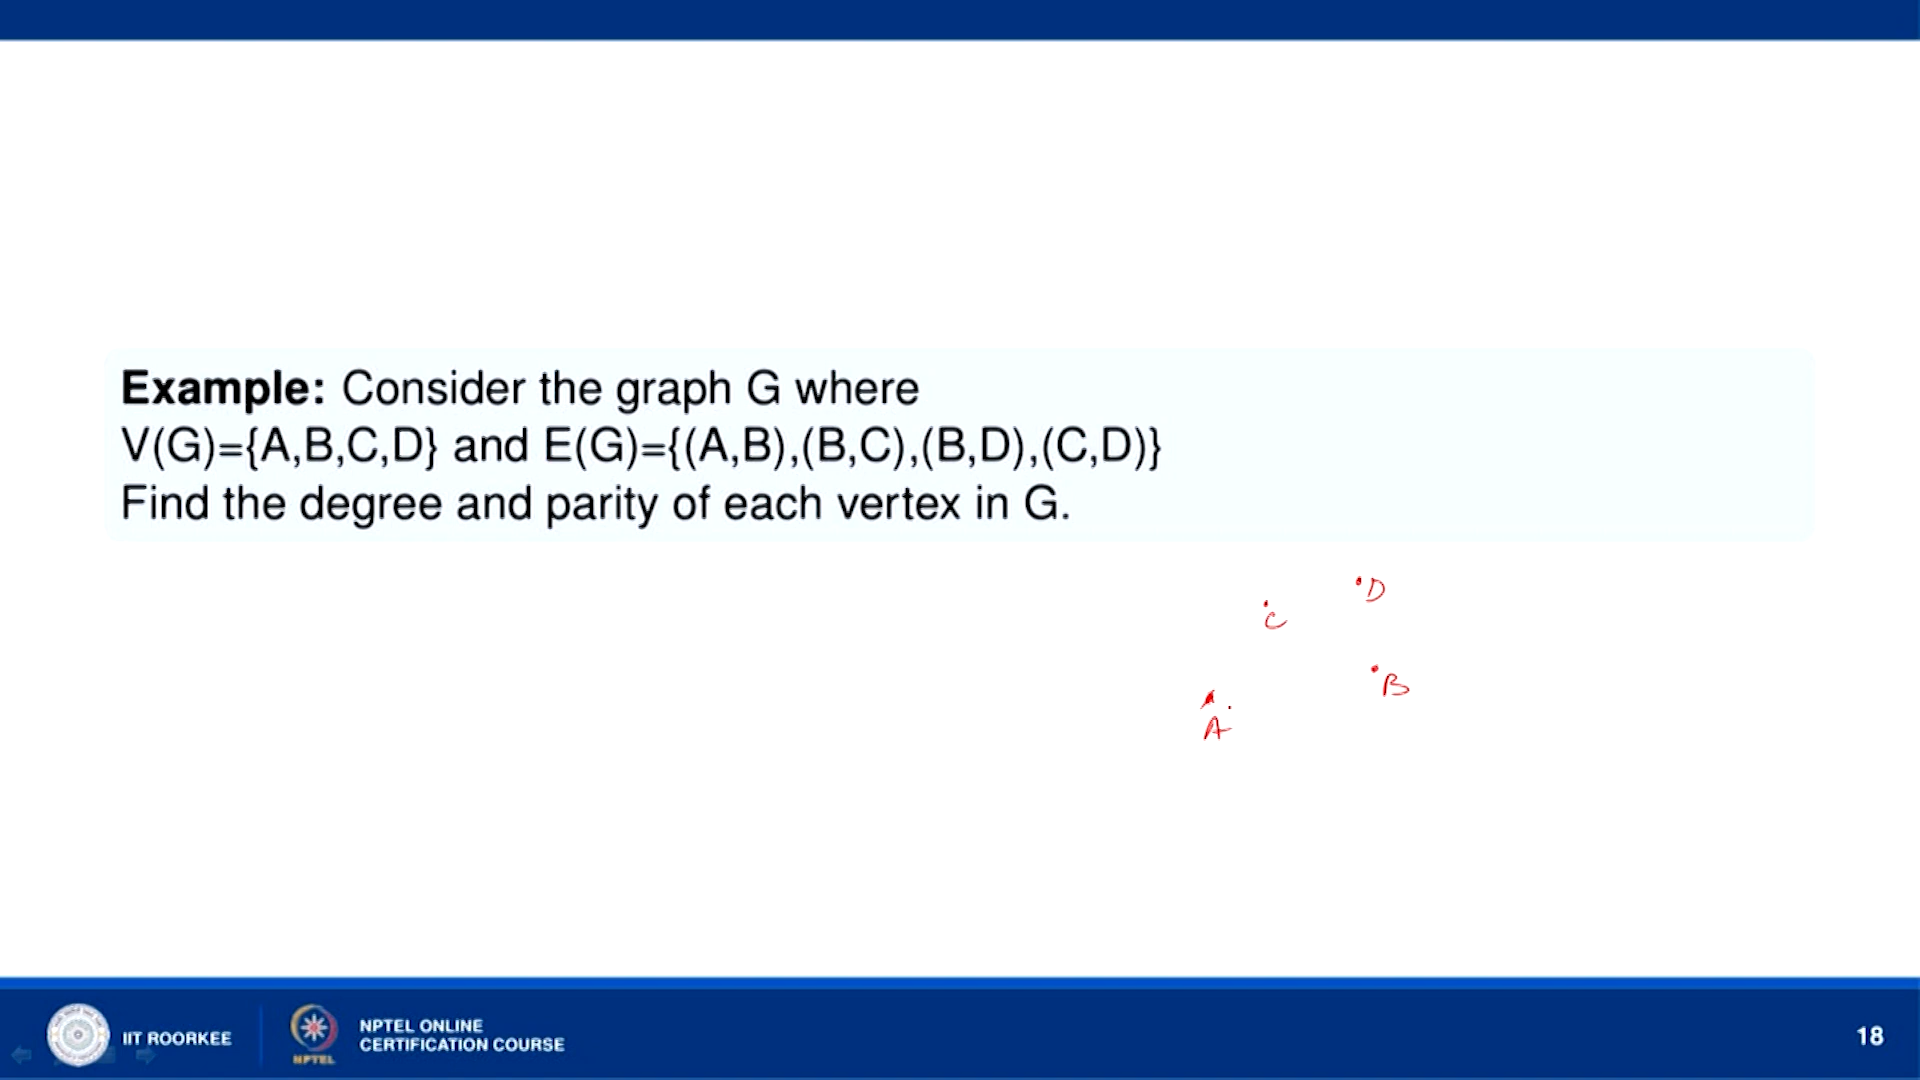 Example: Consider the graph G where
V(G)={A,B,C,D} and E(G)={(A,B),(B,C),(B,D),(C,D)}
Find the degree and parity of each vertex in G.
D
C
B
A
IIT ROORKEE
NPTEL
NPTEL ONLINE
CERTIFICATION COURSE
18